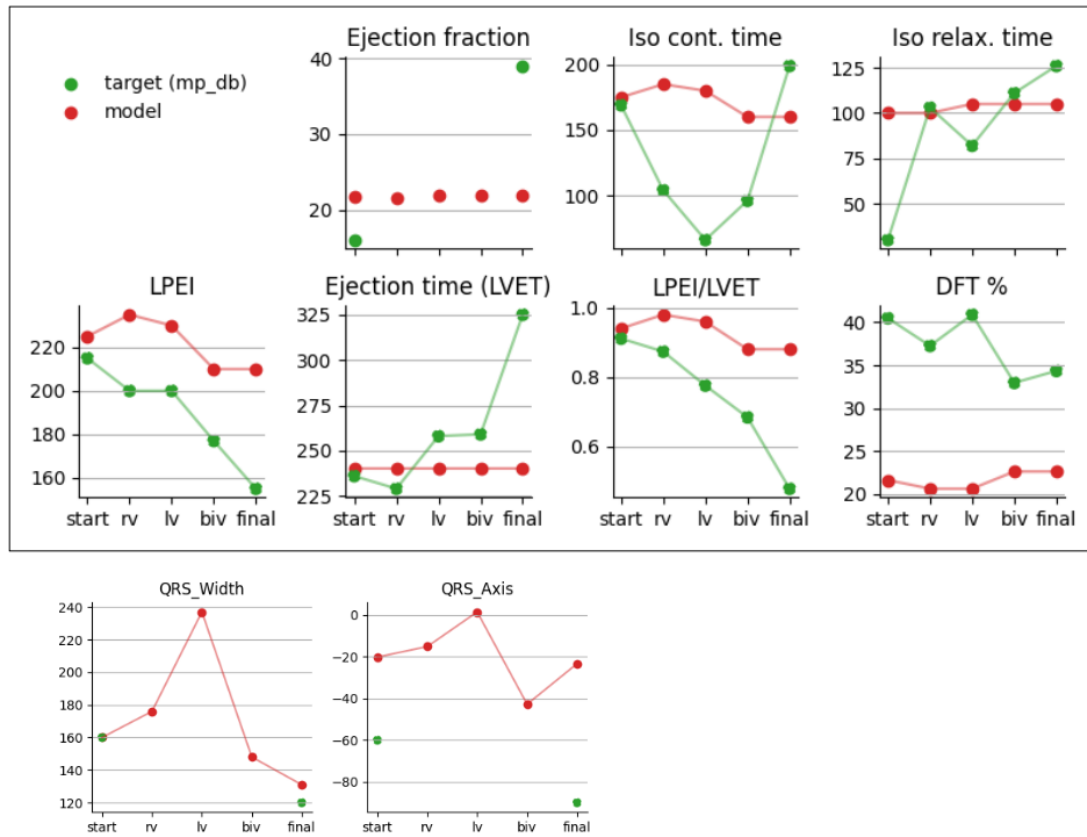 Ejection fraction
Iso cont. time
Iso relax. time
target (mp_db)
model
40
30
20
200
150
100
125
100
75
50
LPEI
Ejection time (LVET)
LPEI/LVET
DFT %
220
200
180
160
325
300
275
250
225
1.0
0.8
0.6
40
35
30
25
20
start rv lv biv final
start rv lv biv final
start rv lv biv final
start rv lv biv final
QRS_Width
QRS_Axis
240
220
200
180
160
140
120
0
−20
−40
−60
−80
start rv lv biv final
start rv lv biv final